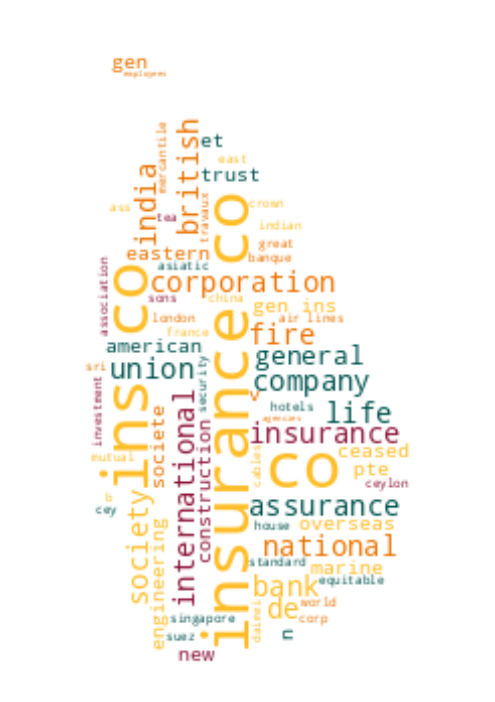 gen
employees
mercantile
british
et
east
trust
india
travaux
crown
ass
tea
indian
insurance co
great
eastern
banque
asiatic
association
ins co
corporation
sons
china
gen ins
london
air lines
france
fire
american
general
sri
union
security
company
investment
v
hotels
life
societe
agencies
international
construction
insurance
mutual
cables
co
ceased
pte
ceylon
b
cey
society
engineering
assurance
house
overseas
national
standard
marine
equitable
bank
daimei
de
world
singapore
corp
suez
n
new